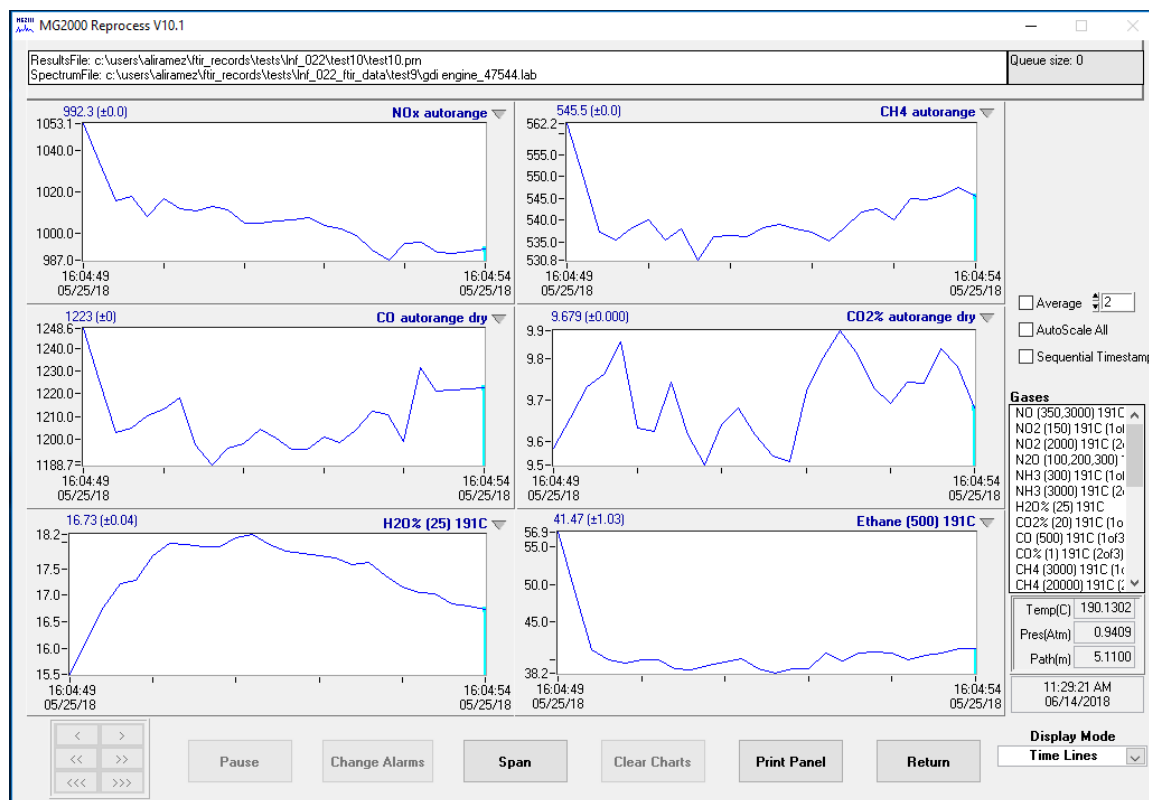 MG2000 Reprocess V10.1
ResultsFile: c:\users\aliramez\ftir_records\tests\lnf_022\test10\test10.prn
SpectrumFile: c:\users\aliramez\ftir_records\tests\lnf_022_ftir_data\test9\gdi engine_47544.lab
Queue size: 0
992.3 (±0.0)
NOx autorange
1053.1
1040.0
1020.0
1000.0
987.0
16:04:49
05/25/18
16:04:54
05/25/18
545.5 (±0.0)
CH4 autorange
562.2
555.0
550.0
545.0
540.0
535.0
530.8
16:04:49
05/25/18
16:04:54
05/25/18
1223 (±0)
CO autorange dry
1248.6
1240.0
1230.0
1220.0
1210.0
1200.0
1188.7
16:04:49
05/25/18
16:04:54
05/25/18
9.679 (±0.000)
CO2% autorange dry
9.9
9.8
9.7
9.6
9.5
16:04:49
05/25/18
16:04:54
05/25/18
16.73 (±0.04)
H2O% (25) 191C
18.2
17.5
17.0
16.5
16.0
15.5
16:04:49
05/25/18
16:04:54
05/25/18
41.47 (±1.03)
Ethane (500) 191C
56.9
55.9
50.0
45.0
38.2
16:04:49
05/25/18
16:04:54
05/25/18
Average 2
AutoScale All
Sequential Timestamp
Gases
NO (350,3000) 191C
NO2 (150) 191C (1of
NO2 (2000) 191C (2
N2O (100,200,300)
NH3 (300) 191C (1of
NH3 (3000) 191C (2
H2O% (25) 191C
CO2% (20) 191C (1o
CO (500) 191C (1of3
CO% (1) 191C (2of3)
CH4 (3000) 191C (1
CH4 (20000) 191C (
Temp(C) 190.1302
Pres(Atm) 0.9409
Path(m) 5.1100
11:29:21 AM
06/14/2018
Display Mode
Time Lines
< >
<< >>
<<< >>>
Pause
Change Alarms
Span
Clear Charts
Print Panel
Return